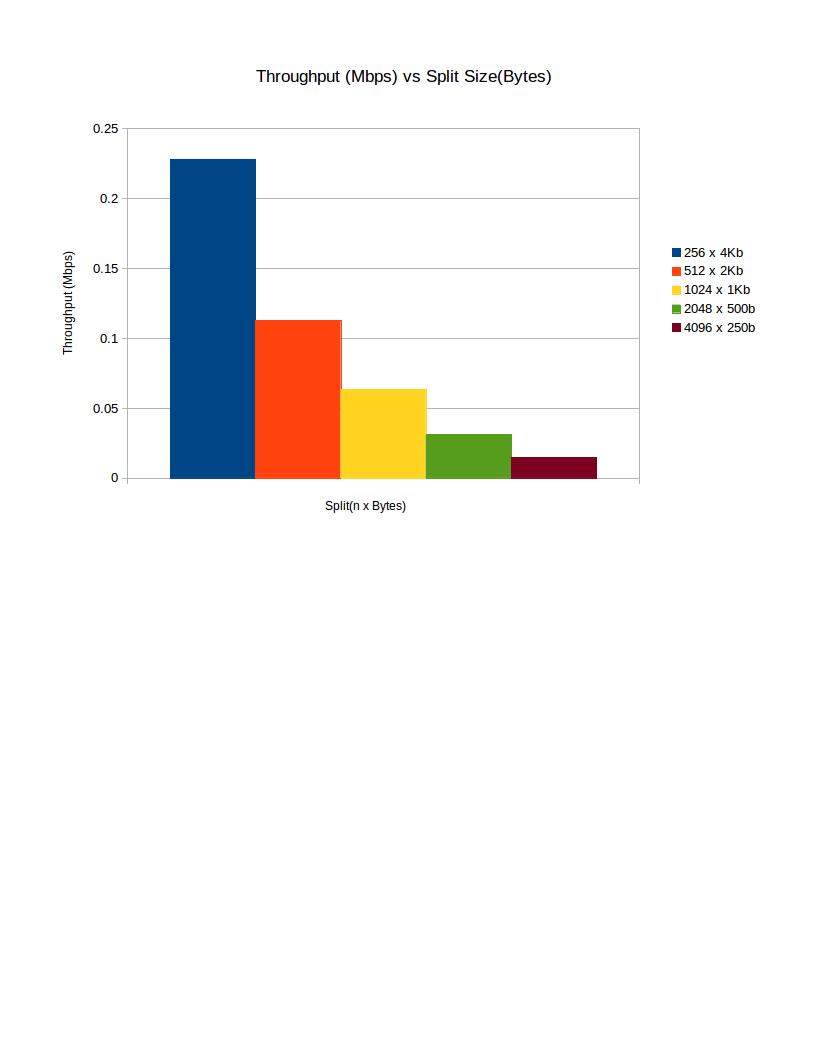 Throughput (Mbps) vs Split Size(Bytes)
0.25
0.2
0.15
0.1
0.05
0
Throughput (Mbps)
Split(n x Bytes)
256 x 4Kb
512 x 2Kb
1024 x 1Kb
2048 x 500b
4096 x 250b